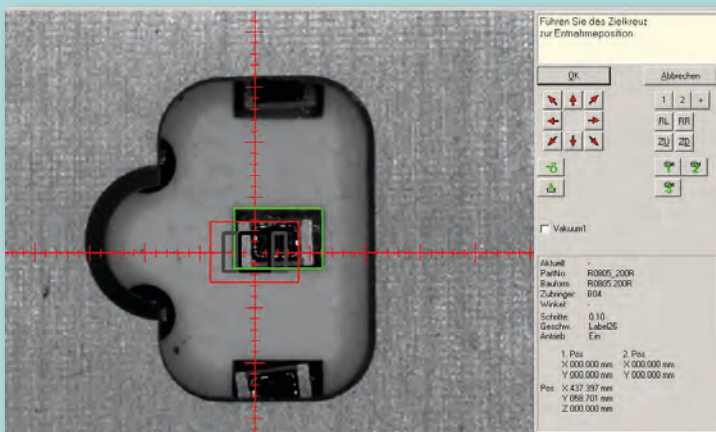 Führen Sie das Zielkreuz
zur Entnahmeposition.
OK Abbrechen
1 2 +
RL RR
ZU ZD
Vakuum1
Aktuell -
PartNo R0805_200R
Bauform R0805.200R
Zubringer B04
Winkel: -
Schritte: 0,10
Geschw. Label26
Antrieb Ein
1. Pos 2. Pos
X 000.000 mm X 000.000 mm
Y 000.000 mm Y 000.000 mm
Pos X 437.397 mm
Y 058.701 mm
Z 000.000 mm